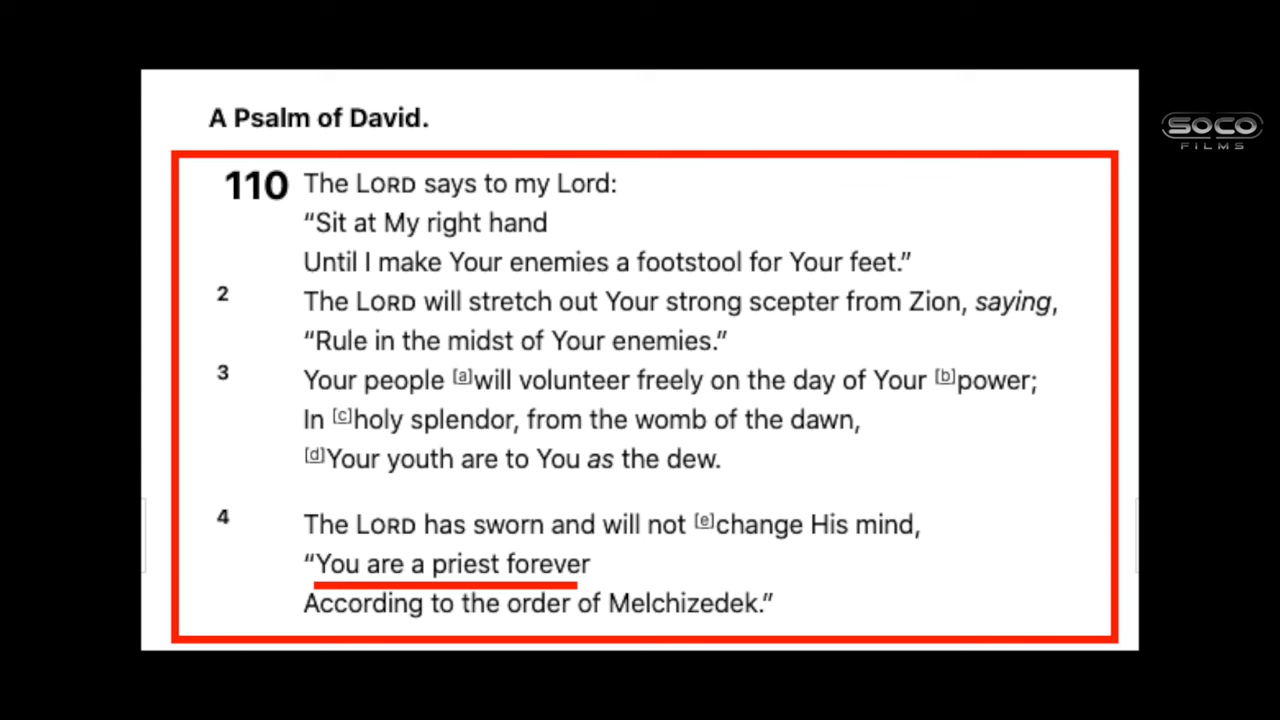 A Psalm of David.
SOCO
FILMS
110 The LORD says to my Lord:
“Sit at My right hand
Until I make Your enemies a footstool for Your feet.”
2 The LORD will stretch out Your strong scepter from Zion, saying,
“Rule in the midst of Your enemies.”
3 Your people [a]will volunteer freely on the day of Your [b]power;
In [c]holy splendor, from the womb of the dawn,
[d]Your youth are to You as the dew.
4 The LORD has sworn and will not [e]change His mind,
“You are a priest forever
According to the order of Melchizedek.”